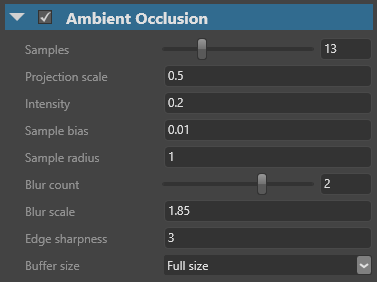 Ambient Occlusion
Samples 13
Projection scale 0.5
Intensity 0.2
Sample bias 0.01
Sample radius 1
Blur count 2
Blur scale 1.85
Edge sharpness 3
Buffer size Full size